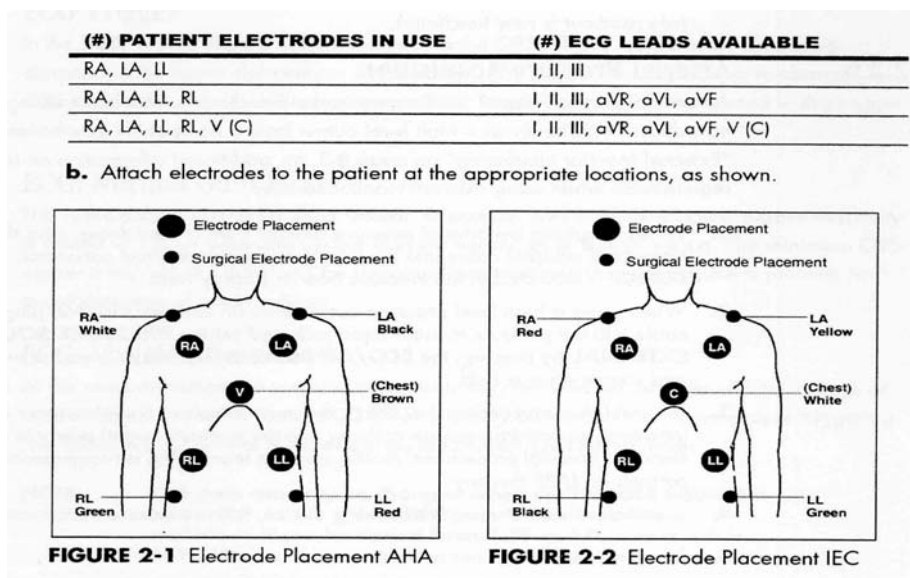 (#) PATIENT ELECTRODES IN USE (#) ECG LEADS AVAILABLE
RA, LA, LL I, II, III
RA, LA, LL, RL I, II, III, aVR, aVL, aVF
RA, LA, LL, RL, V (C) I, II, III, aVR, aVL, aVF, V (C)
b. Attach electrodes to the patient at the appropriate locations, as shown.
Electrode Placement
Surgical Electrode Placement
RA
White
LA
Black
RA
LA
V
(Chest)
Brown
RL
LL
RL
Green
LL
Red
FIGURE 2-1 Electrode Placement AHA
Electrode Placement
Surgical Electrode Placement
RA
Red
LA
Yellow
RA
LA
C
(Chest)
White
RL
LL
RL
Black
LL
Green
FIGURE 2-2 Electrode Placement IEC